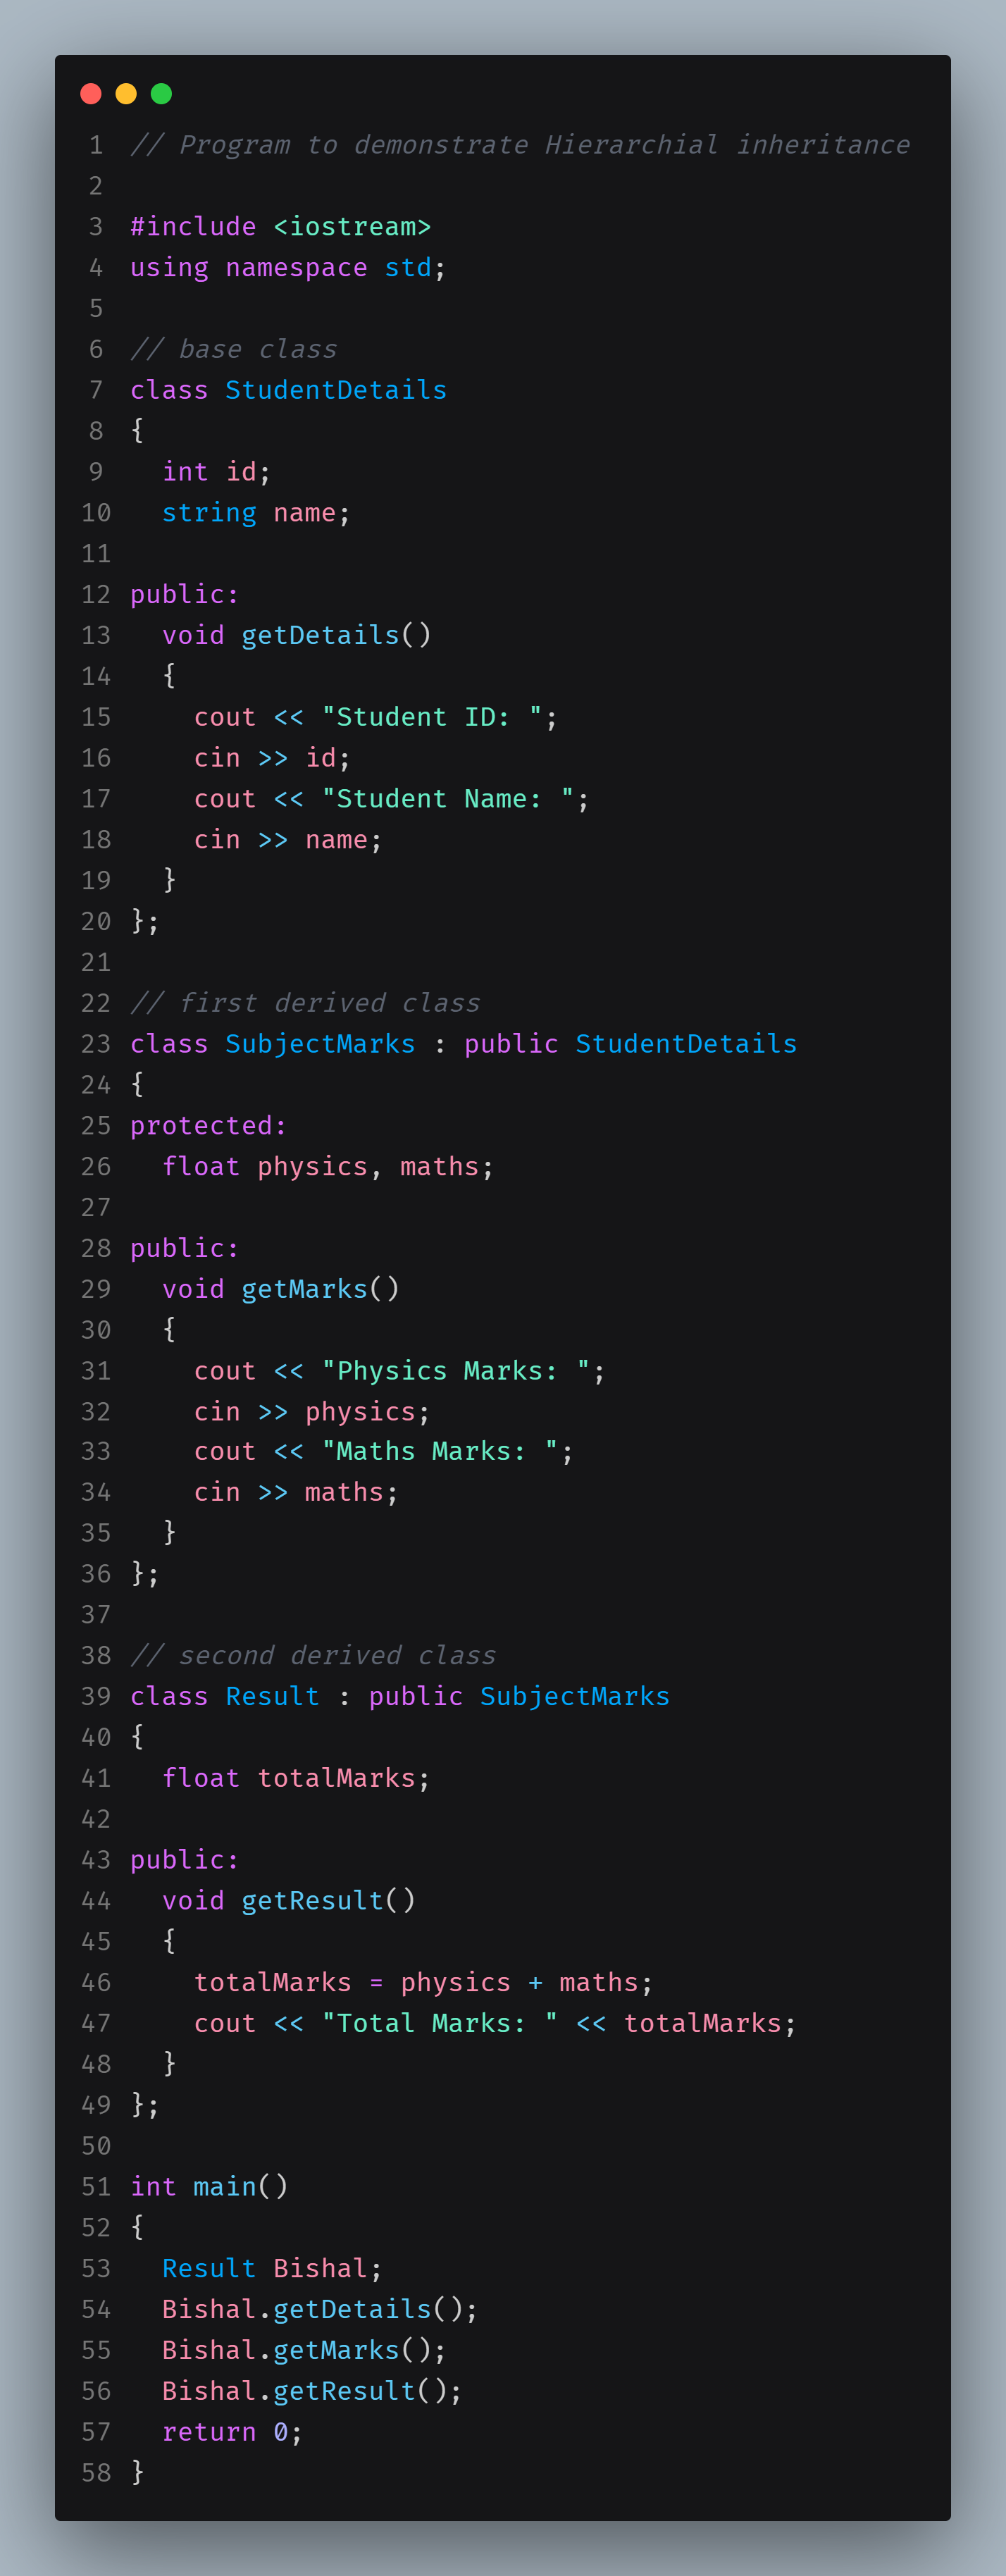 1 // Program to demonstrate Hierarchial inheritance
2
3 #include <iostream>
4 using namespace std;
5
6 // base class
7 class StudentDetails
8 {
9   int id;
10   string name;
11
12 public:
13   void getDetails()
14   {
15     cout << "Student ID: ";
16     cin >> id;
17     cout << "Student Name: ";
18     cin >> name;
19   }
20 };
21
22 // first derived class
23 class SubjectMarks : public StudentDetails
24 {
25 protected:
26   float physics, maths;
27
28 public:
29   void getMarks()
30   {
31     cout << "Physics Marks: ";
32     cin >> physics;
33     cout << "Maths Marks: ";
34     cin >> maths;
35   }
36 };
37
38 // second derived class
39 class Result : public SubjectMarks
40 {
41   float totalMarks;
42
43 public:
44   void getResult()
45   {
46     totalMarks = physics + maths;
47     cout << "Total Marks: " << totalMarks;
48   }
49 };
50
51 int main()
52 {
53   Result Bishal;
54   Bishal.getDetails();
55   Bishal.getMarks();
56   Bishal.getResult();
57   return 0;
58 }